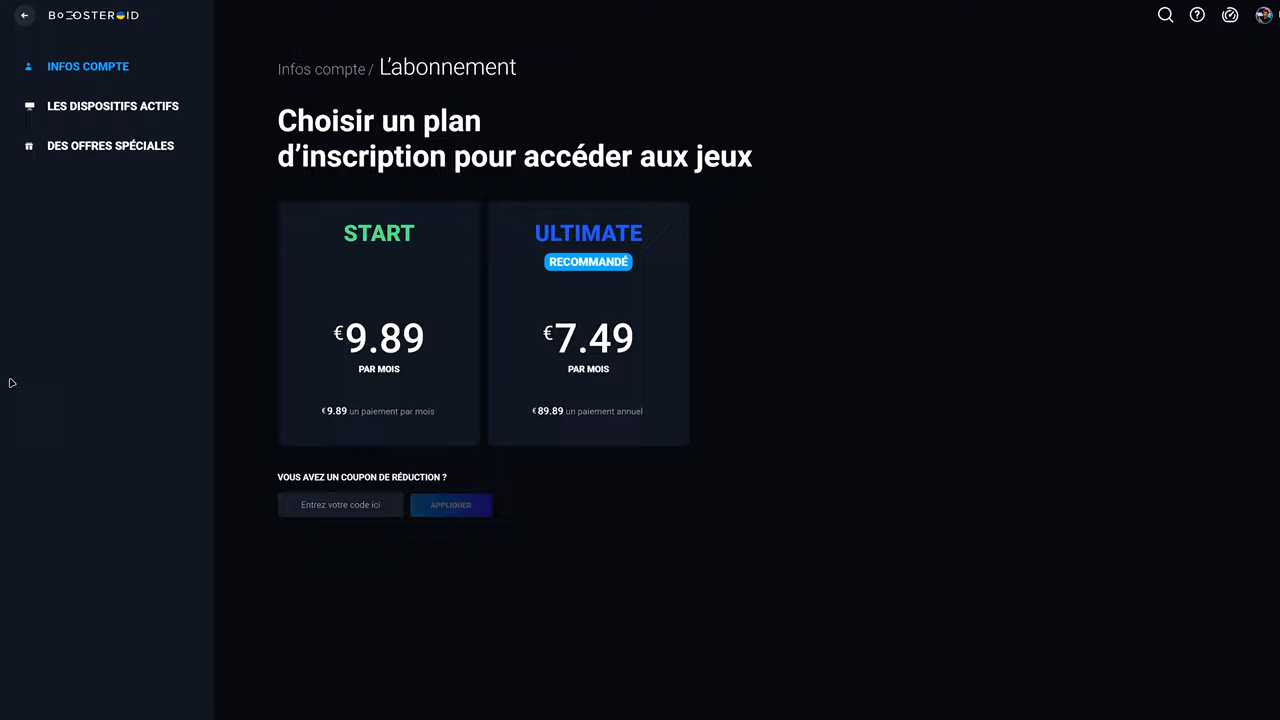 BOOSTEROID
INFOS COMPTE
LES DISPOSITIFS ACTIFS
DES OFFRES SPÉCIALES
Infos compte / L'abonnement
Choisir un plan
d'inscription pour accéder aux jeux
START
€9.89
PAR MOIS
€ 9.89 un paiement par mois
ULTIMATE
RECOMMANDÉ
€7.49
PAR MOIS
€ 89.89 un paiement annuel
VOUS AVEZ UN COUPON DE RÉDUCTION ?
Entrez votre code ici
APPLIQUER